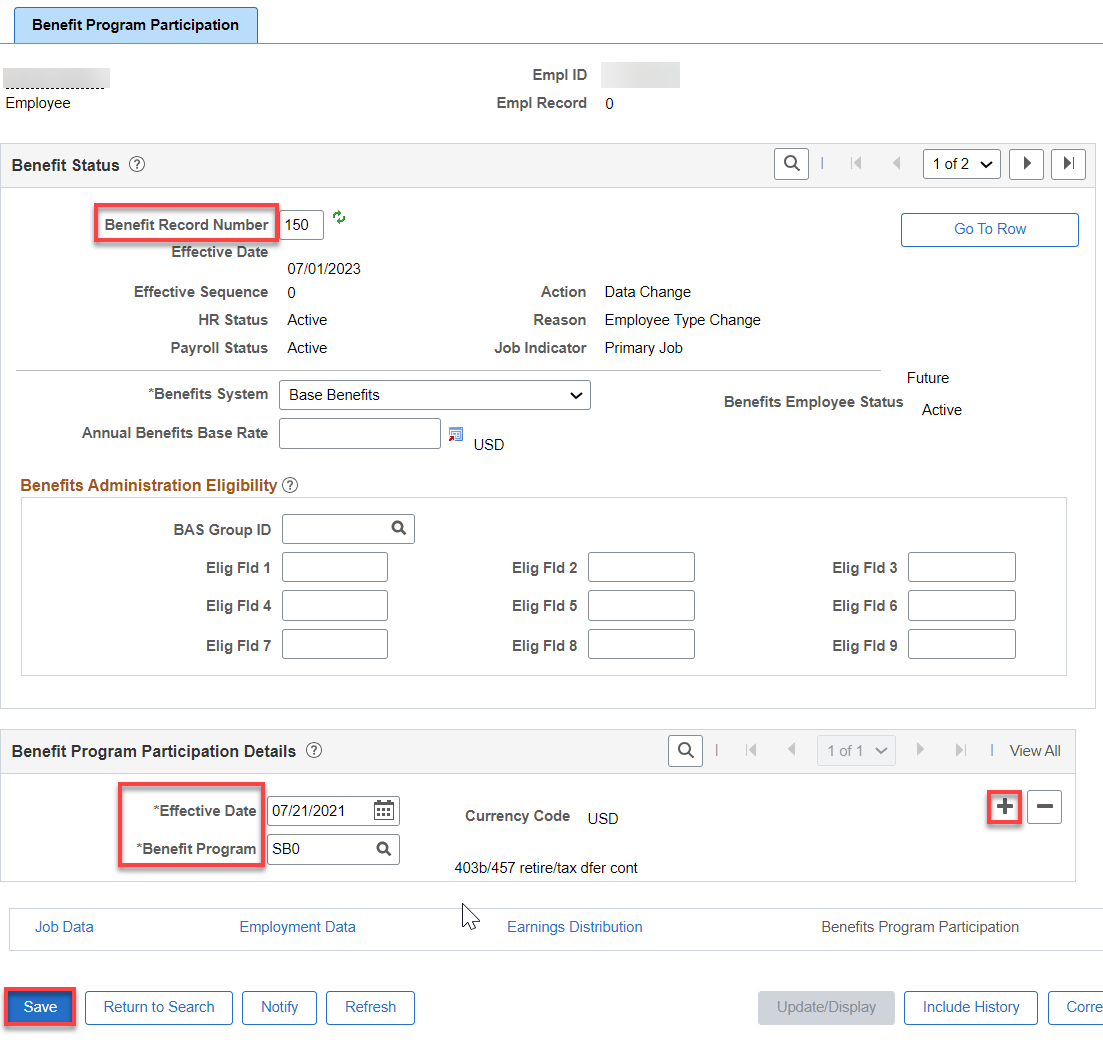 Benefit Program Participation
Empl ID
Employee
Empl Record 0
Benefit Status ?
1 of 2
Benefit Record Number 150
Go To Row
Effective Date
07/01/2023
Effective Sequence 0 Action Data Change
HR Status Active Reason Employee Type Change
Payroll Status Active Job Indicator Primary Job
Future
*Benefits System Base Benefits Benefits Employee Status Active
Annual Benefits Base Rate USD
Benefits Administration Eligibility ?
BAS Group ID
Elig Fld 1 Elig Fld 2 Elig Fld 3
Elig Fld 4 Elig Fld 5 Elig Fld 6
Elig Fld 7 Elig Fld 8 Elig Fld 9
Benefit Program Participation Details ? 1 of 1 View All
*Effective Date 07/21/2021 Currency Code USD
*Benefit Program SB0
403b/457 retire/tax dfer cont
Job Data Employment Data Earnings Distribution Benefits Program Participation
Save Return to Search Notify Refresh Update/Display Include History Corre